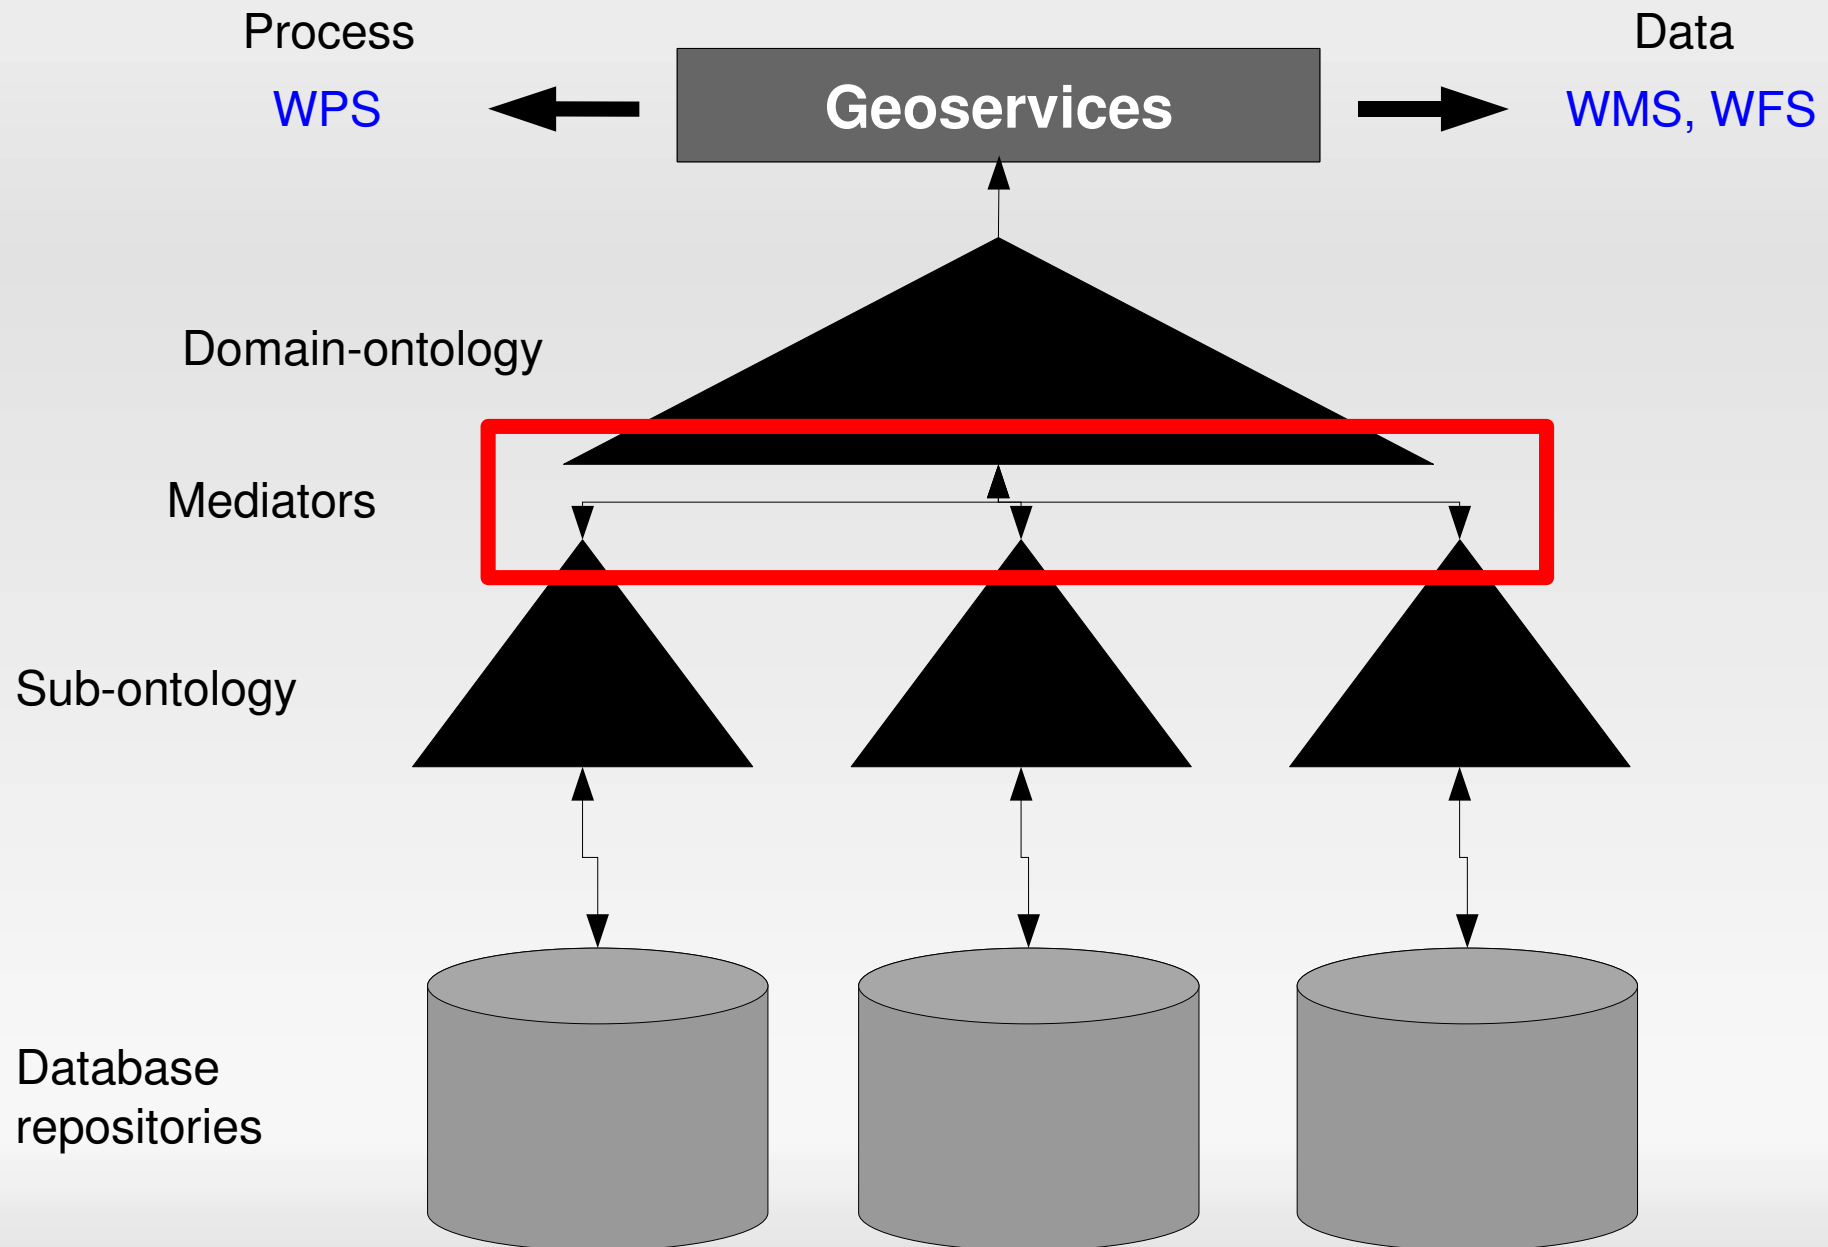 Process
Data
WPS
Geoservices
WMS, WFS
Domain-ontology
Mediators
Sub-ontology
Database
repositories